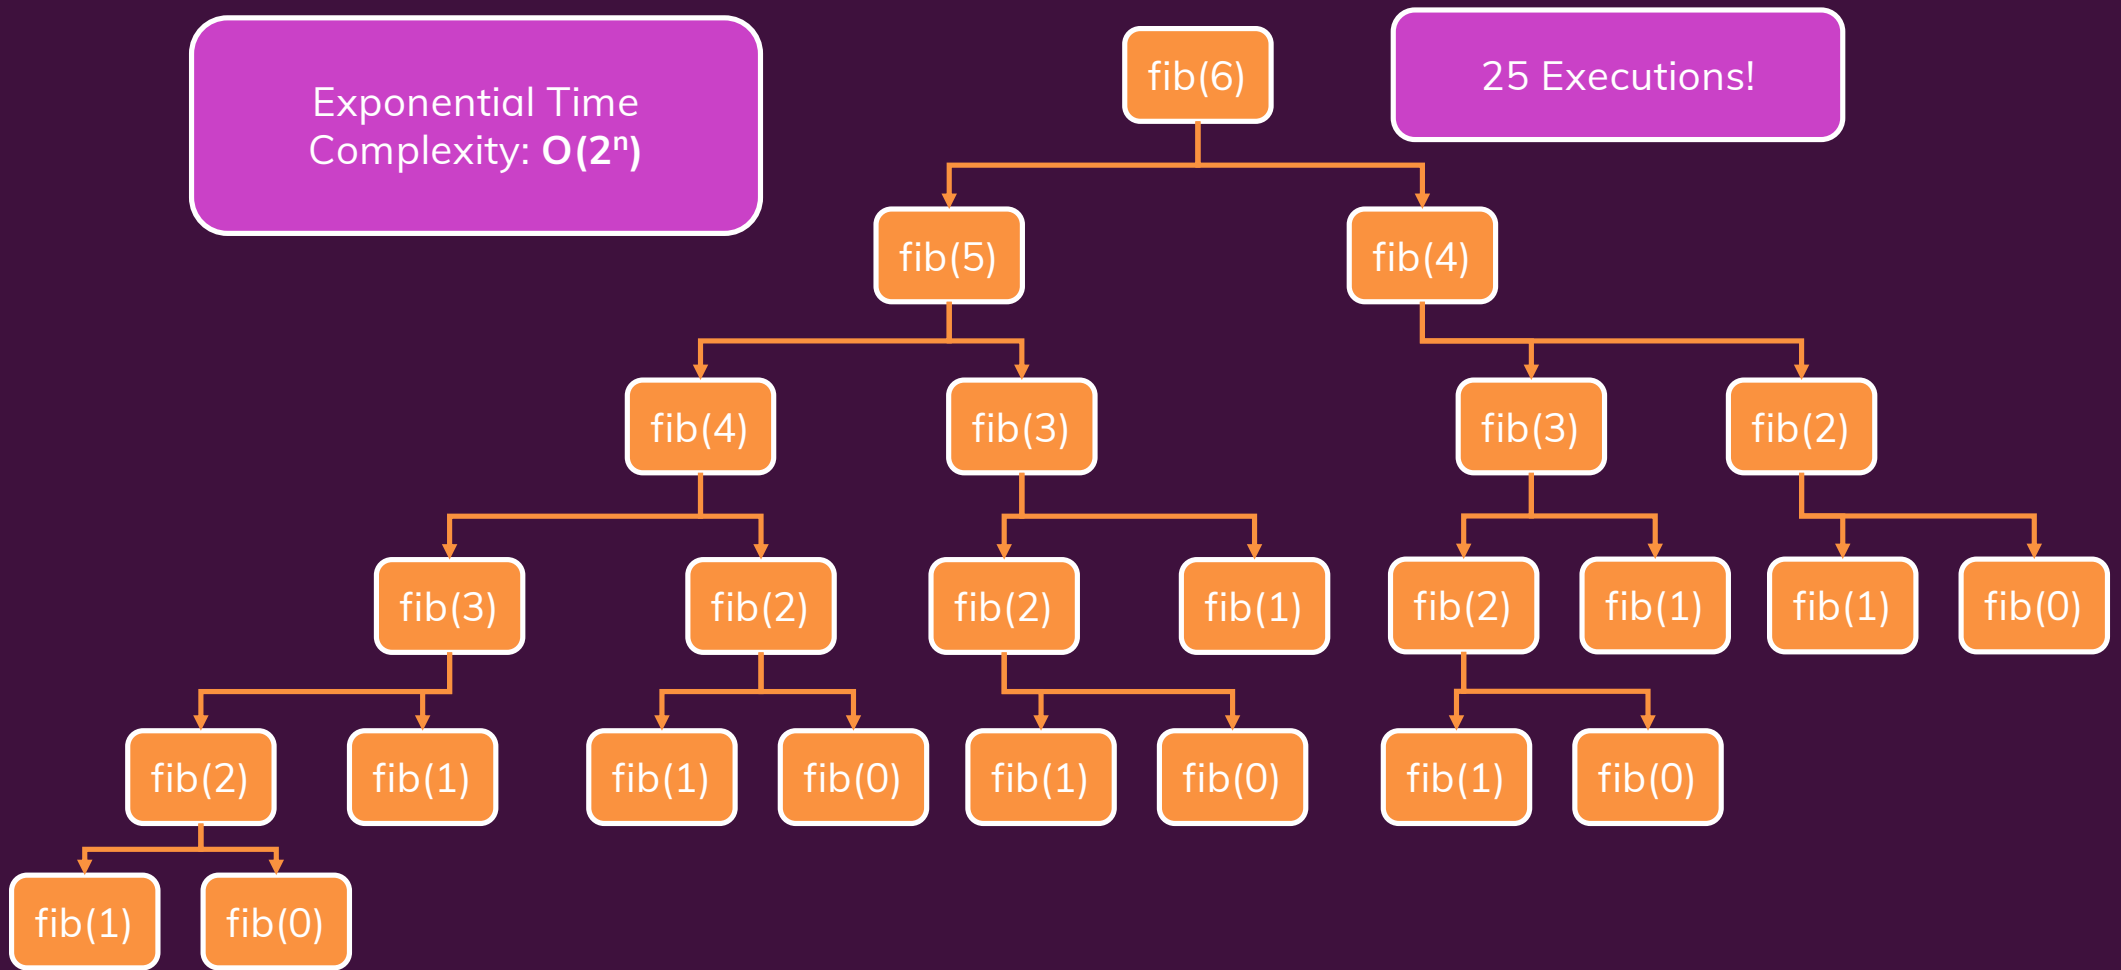 Exponential Time
Complexity: O(2ⁿ)
fib(6)
25 Executions!
fib(5)
fib(4)
fib(4)
fib(3)
fib(3)
fib(2)
fib(3)
fib(2)
fib(2)
fib(1)
fib(2)
fib(1)
fib(1)
fib(0)
fib(2)
fib(1)
fib(1)
fib(0)
fib(1)
fib(0)
fib(1)
fib(0)
fib(1)
fib(0)